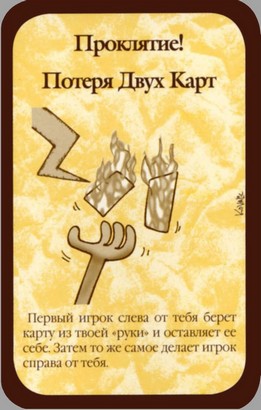 Проклятие!
Потеря Двух Карт
Первый игрок слева от тебя берет
карту из твоей «руки» и оставляет ее
себе. Затем то же самое делает игрок
справа от тебя.